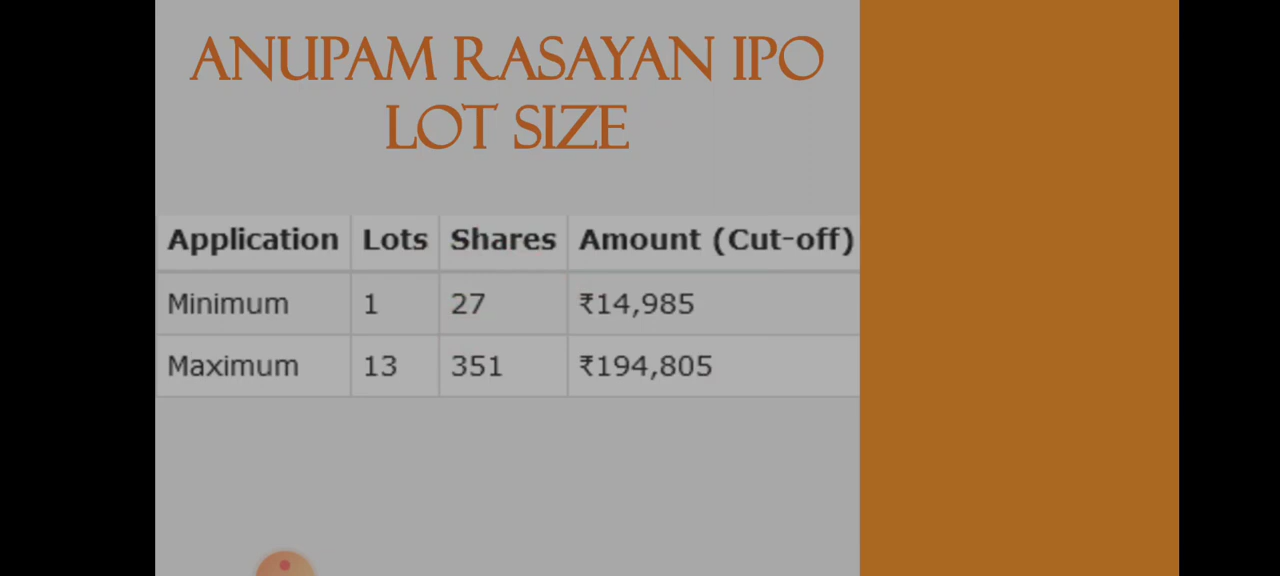 ANUPAM RASAYAN IPO
LOT SIZE
Application Lots Shares Amount (Cut-off)
Minimum 1 27 ₹14,985
Maximum 13 351 ₹194,805